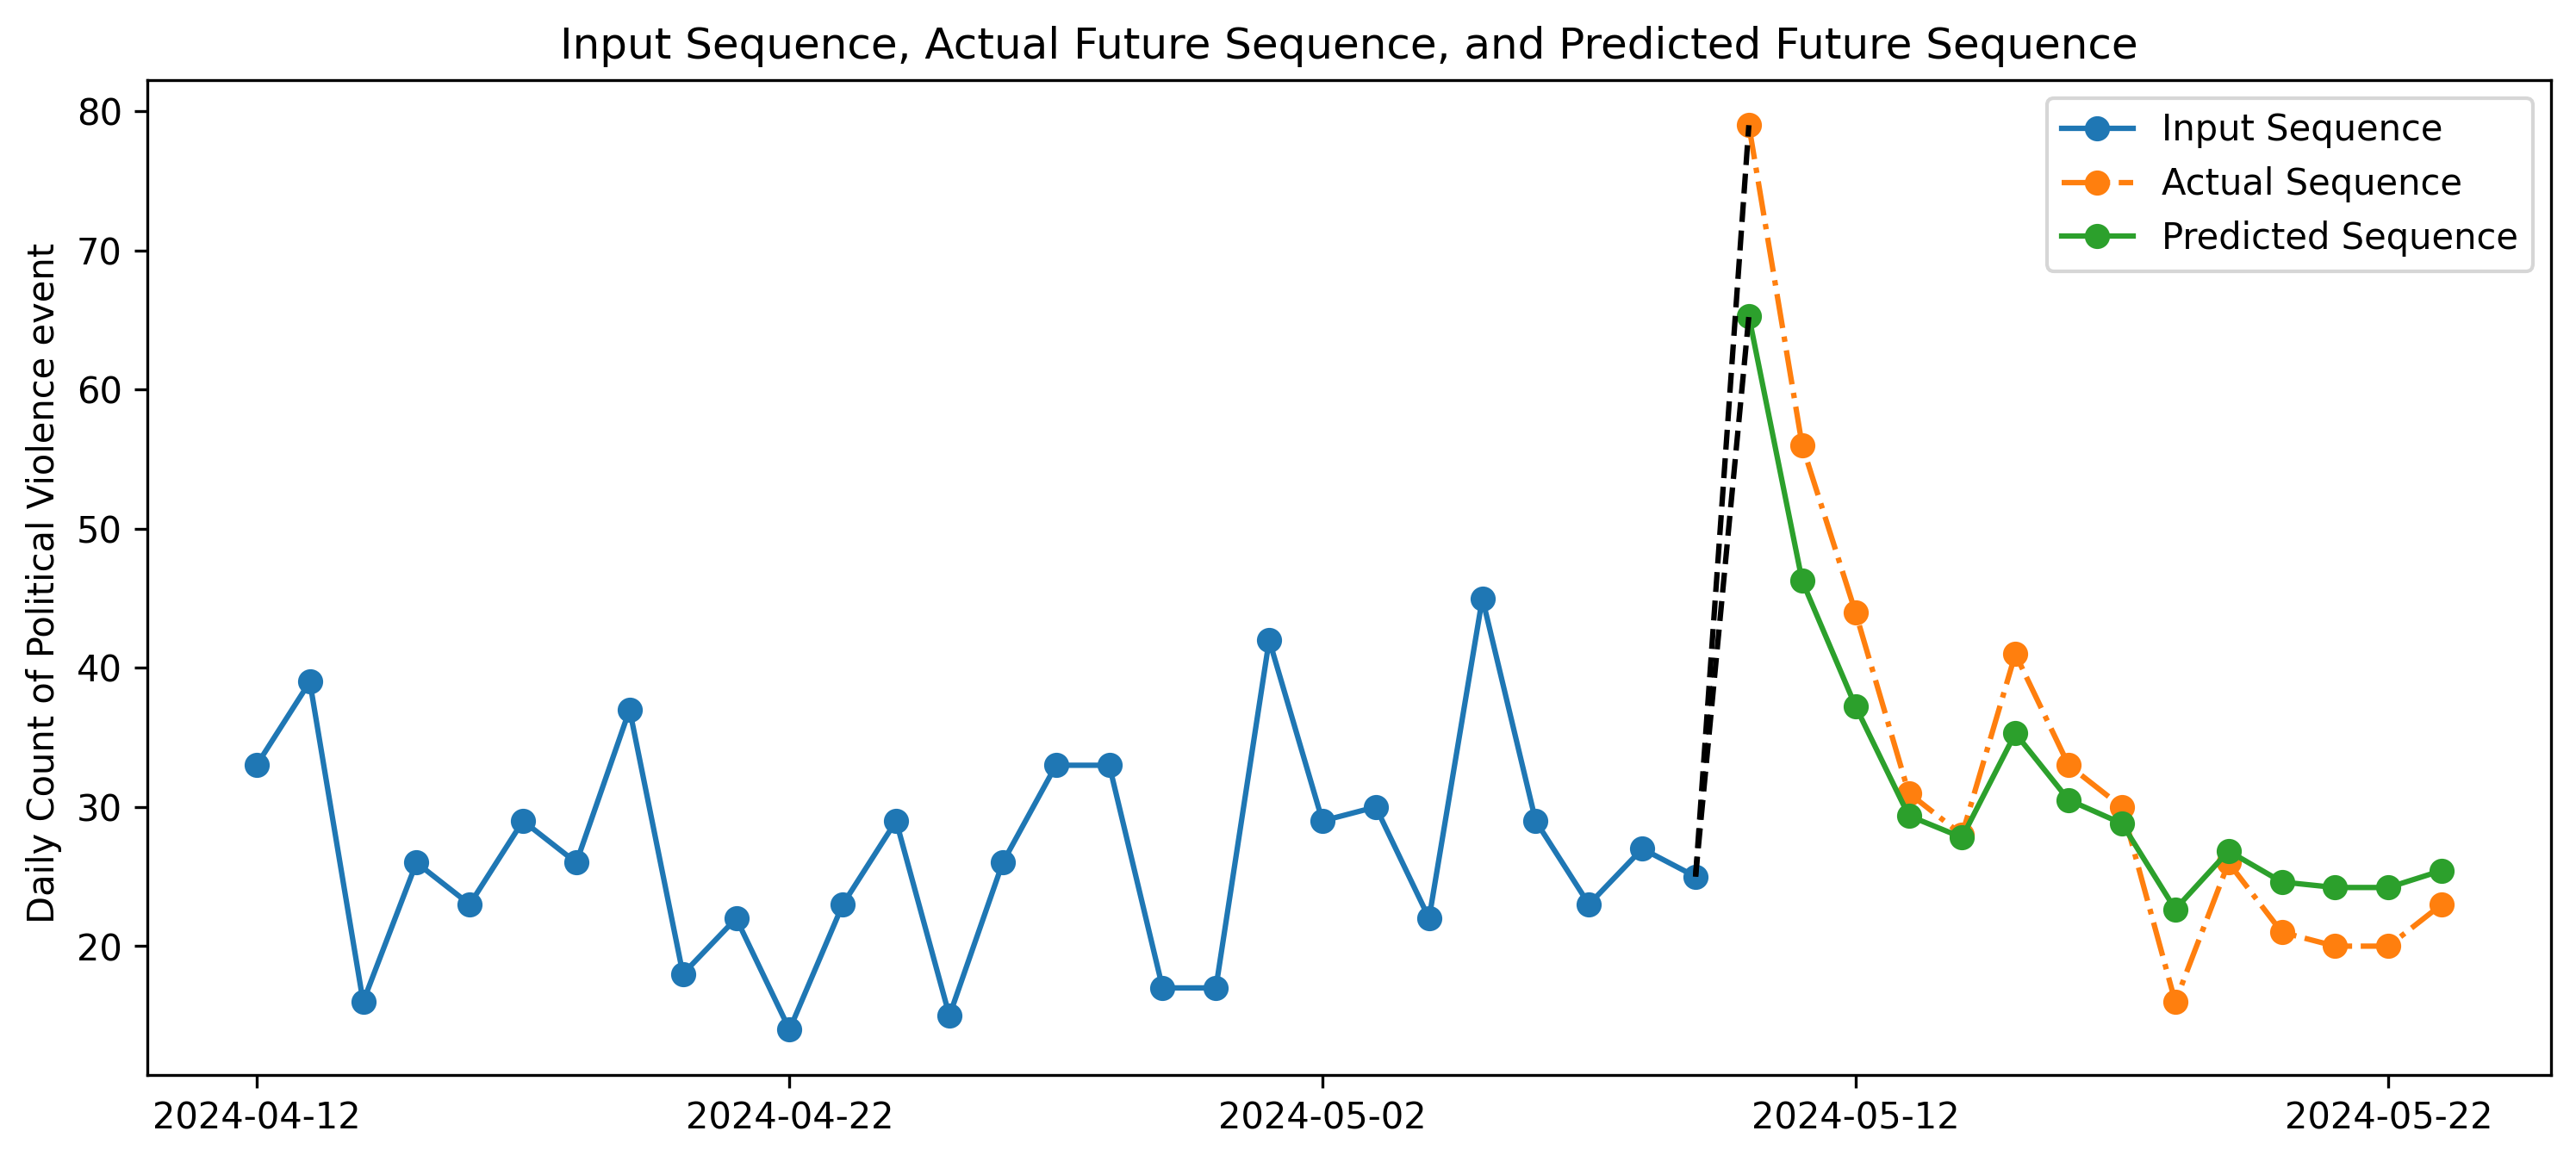 Input Sequence, Actual Future Sequence, and Predicted Future Sequence
Daily Count of Political Violence event
80
70
60
50
40
30
20
2024-04-12
2024-04-22
2024-05-02
2024-05-12
2024-05-22
Input Sequence
Actual Sequence
Predicted Sequence